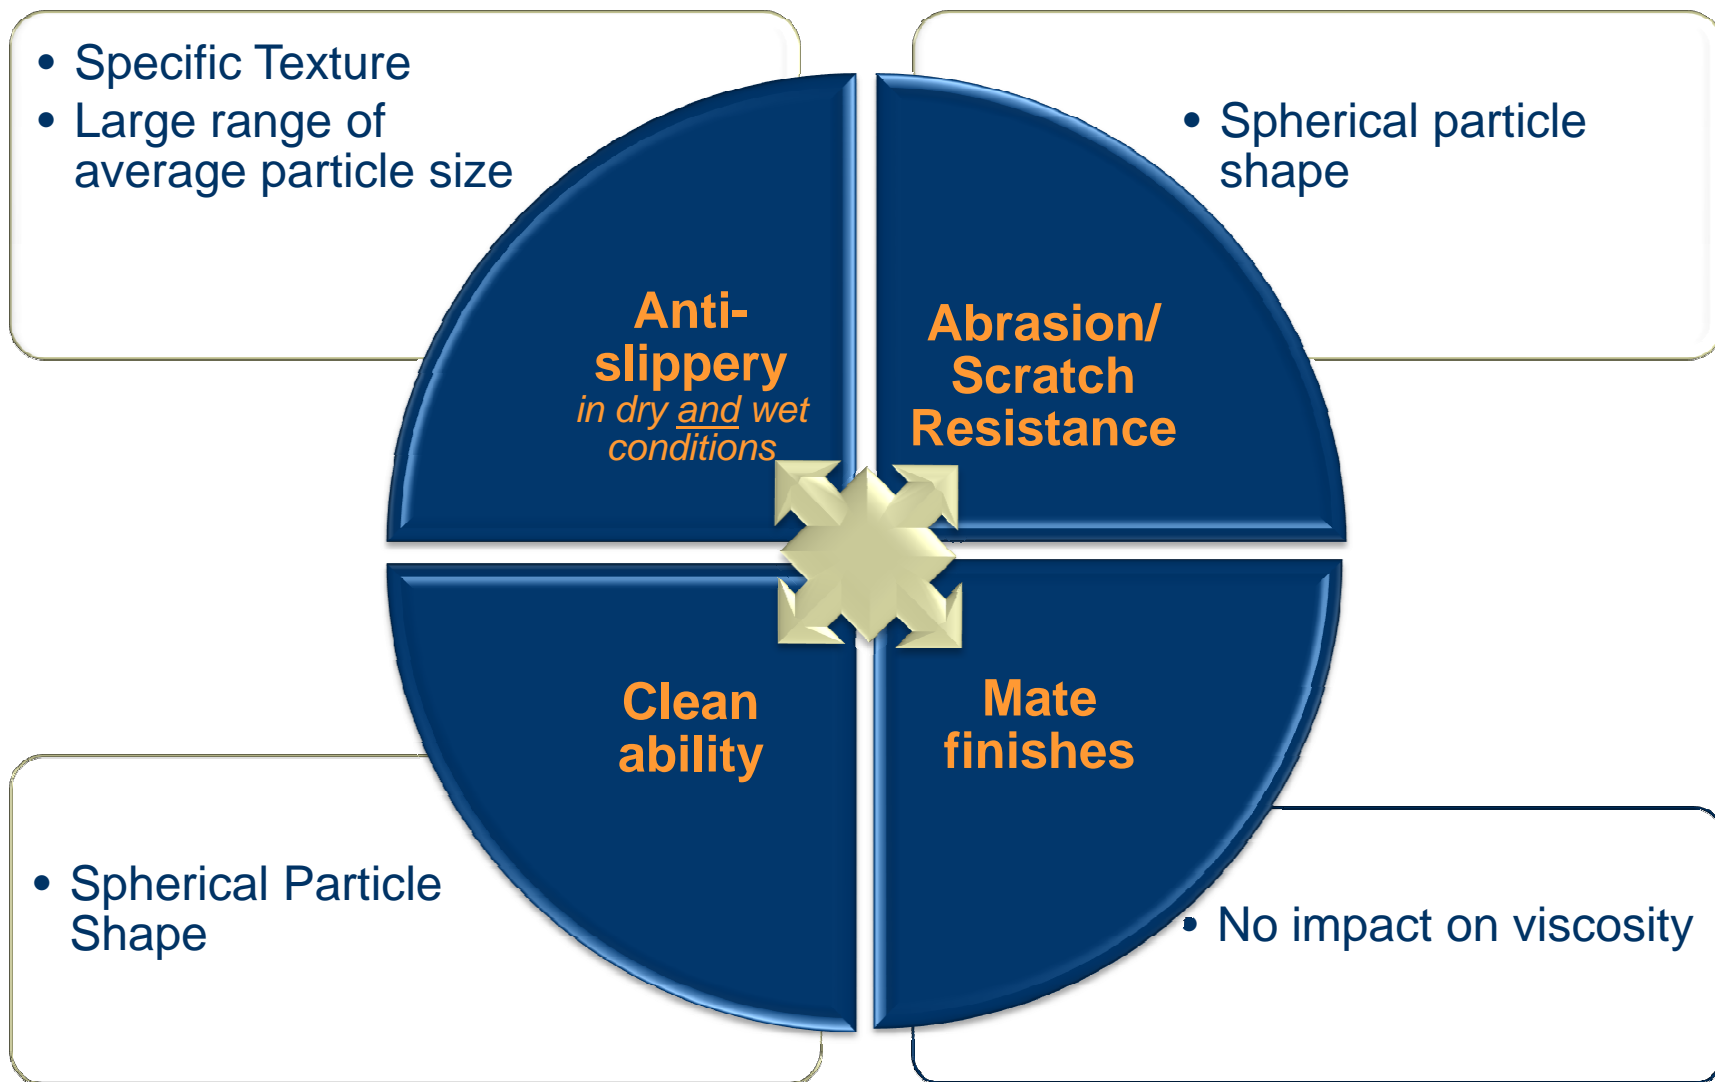 • Specific Texture
• Large range of
average particle size
• Spherical particle
shape
Anti-
slippery
in dry and wet
conditions
Abrasion/
Scratch
Resistance
Clean
ability
Mate
finishes
• Spherical Particle
Shape
• No impact on viscosity